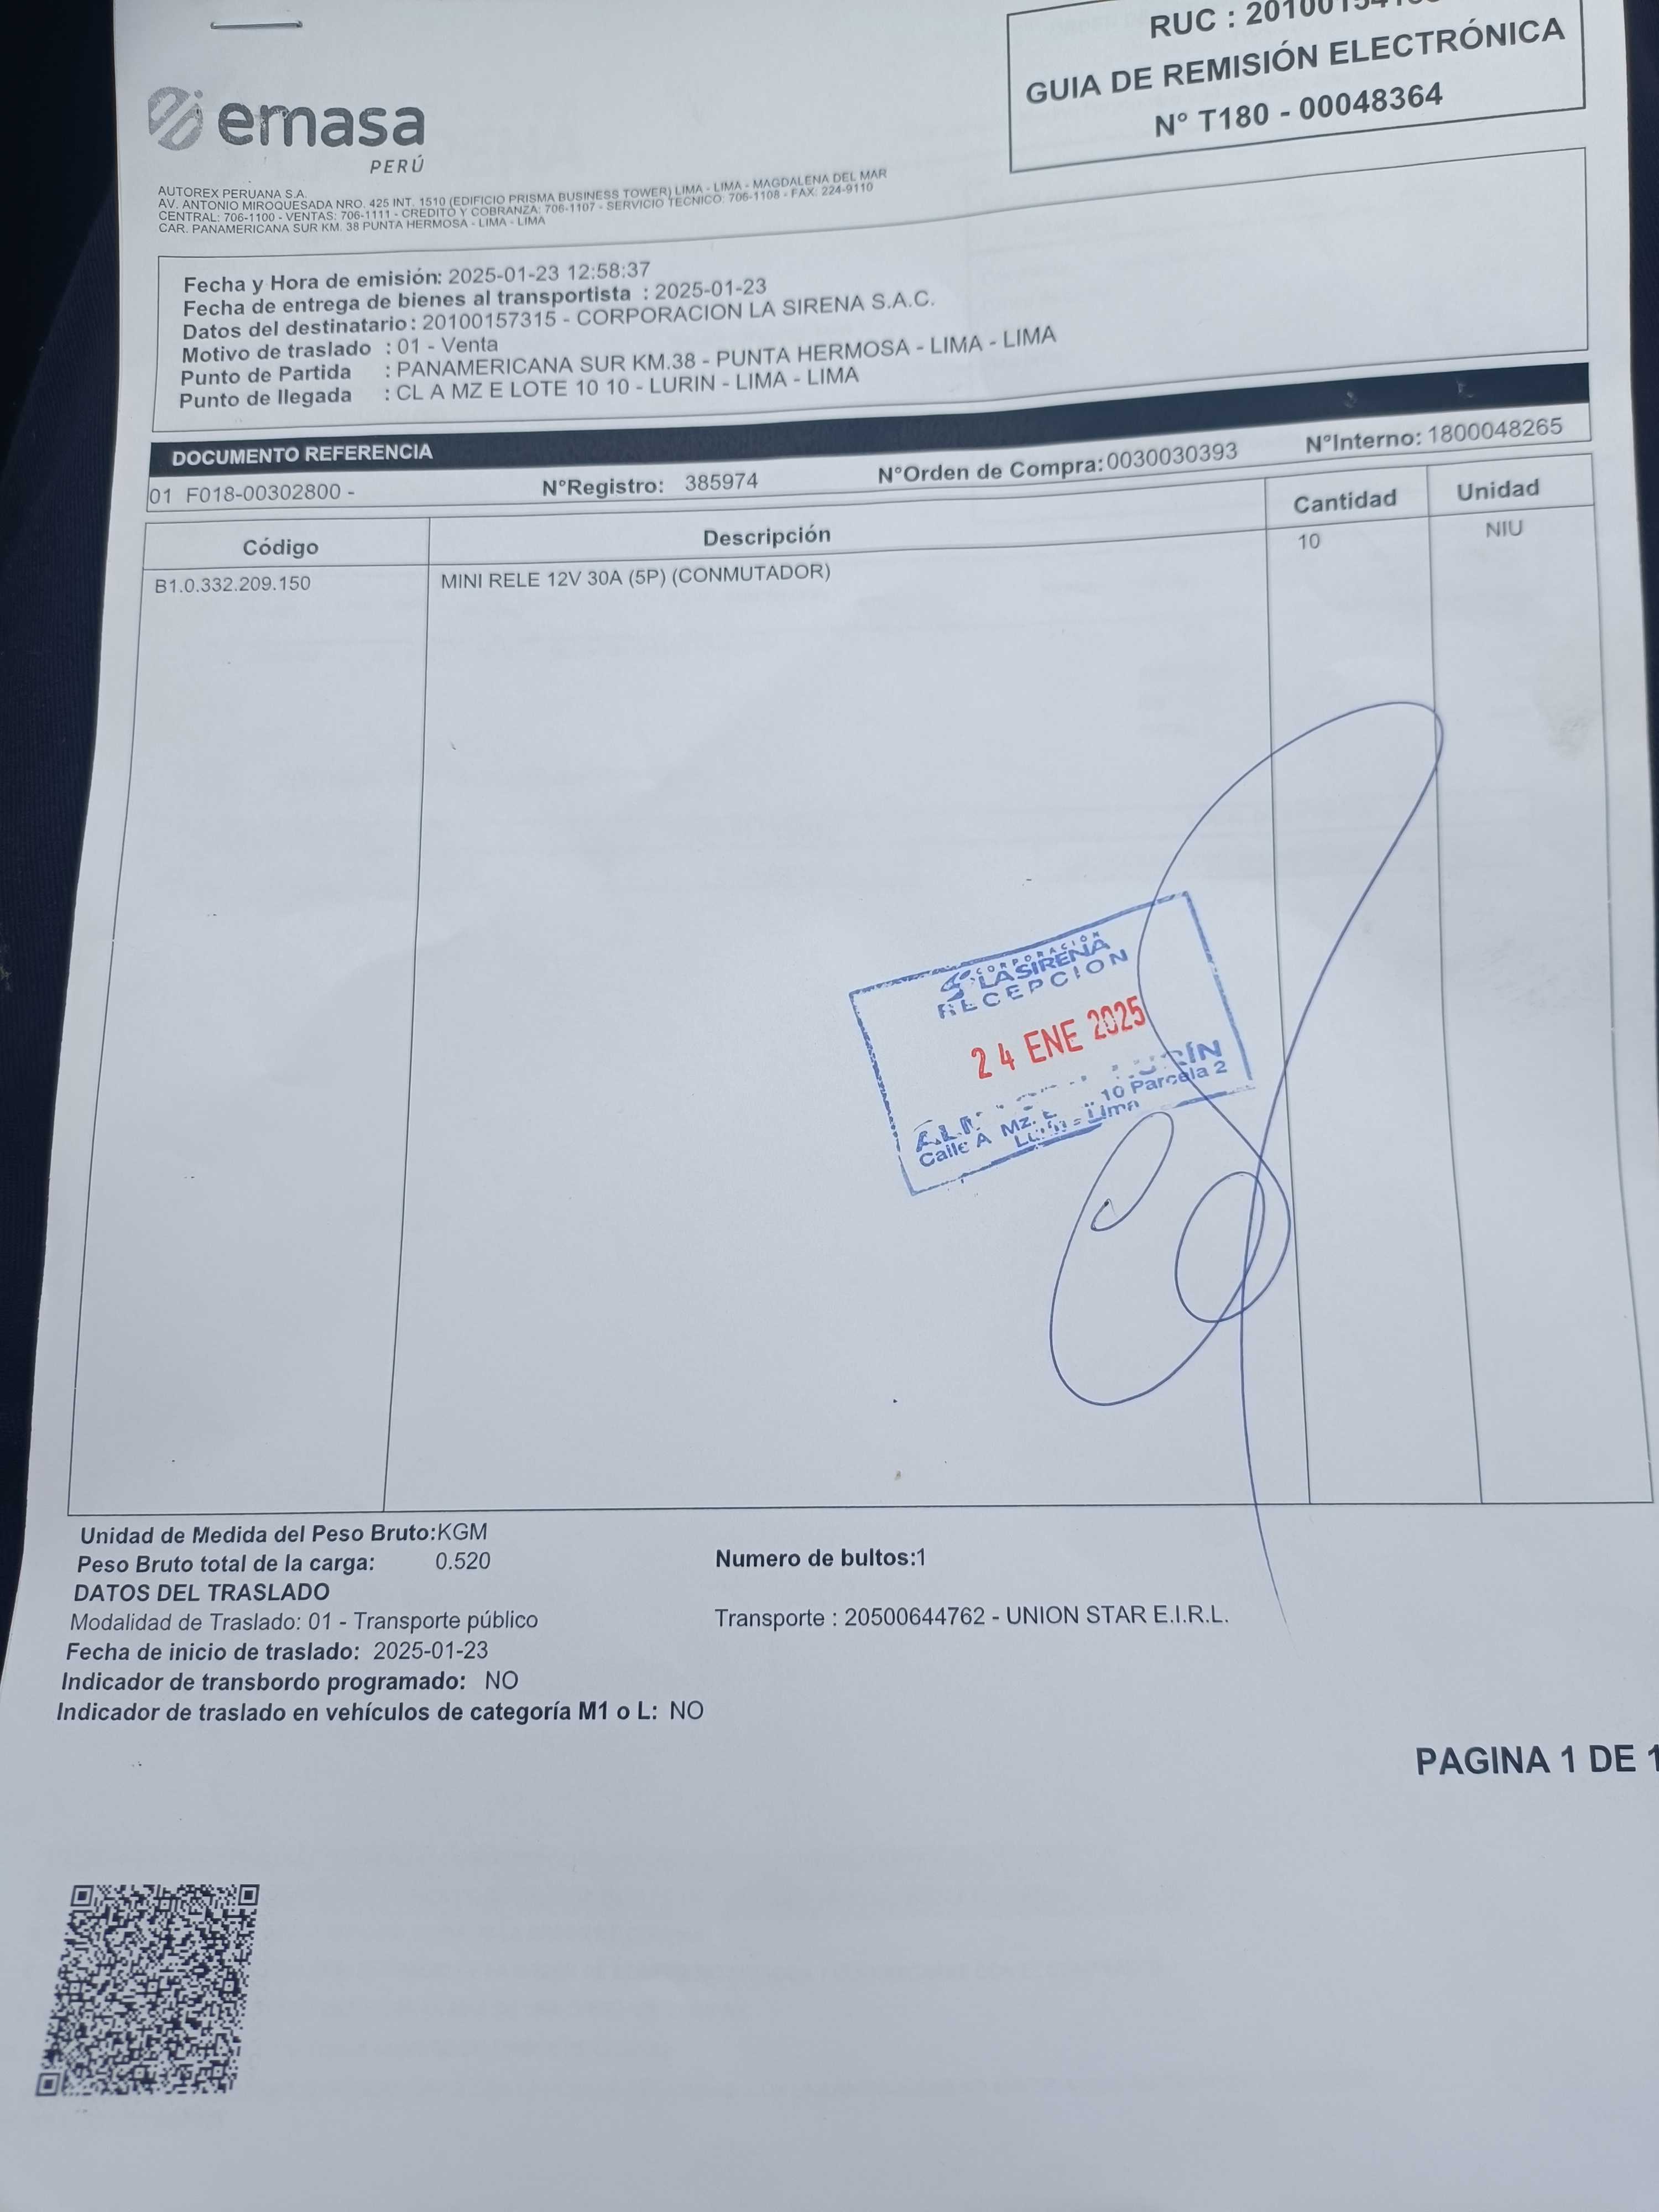 GUIA DE REMISIÓN ELECTRÓNICA
N° T180 - 00048364
emasa
PERÚ
AUTOREX PERUANA S.A.
AV. ANTONIO MIROQUESADA NRO. 425 INT. 1510 (EDIFICIO PRISMA BUSINESS TOWER) LIMA - LIMA - MAGDALENA DEL MAR
CENTRAL: 706-1100 - VENTAS: 706-1111 - CREDITO Y COBRANZA: 706-1107 - SERVICIO TECNICO: 706-1108 - FAX: 224-9110
CAR. PANAMERICANA SUR KM. 38 PUNTA HERMOSA - LIMA - LIMA
Fecha y Hora de emisión: 2025-01-23 12:58:37
Fecha de entrega de bienes al transportista : 2025-01-23
Datos del destinatario : 20100157315 - CORPORACION LA SIRENA S.A.C.
Motivo de traslado : 01 - Venta
Punto de Partida : PANAMERICANA SUR KM.38 - PUNTA HERMOSA - LIMA - LIMA
Punto de llegada : CL A MZ E LOTE 10 10 - LURIN - LIMA - LIMA
DOCUMENTO REFERENCIA
01 F018-00302800 - N°Registro: 385974 N°Orden de Compra:0030030393 N°Interno:1800048265
Código Descripción Cantidad Unidad
B1.0.332.209.150 MINI RELE 12V 30A (5P) (CONMUTADOR) 10 NIU
CORPORACIÓN
LA SIRENA
RECEPCION
24 ENE 2025
10 Parcela 2
Calle A Mz. E
Lurín - Lima
Unidad de Medida del Peso Bruto:KGM
Peso Bruto total de la carga: 0.520 Numero de bultos:1
DATOS DEL TRASLADO
Modalidad de Traslado: 01 - Transporte público Transporte : 20500644762 - UNION STAR E.I.R.L.
Fecha de inicio de traslado: 2025-01-23
Indicador de transbordo programado: NO
Indicador de traslado en vehículos de categoría M1 o L: NO
PAGINA 1 DE 1